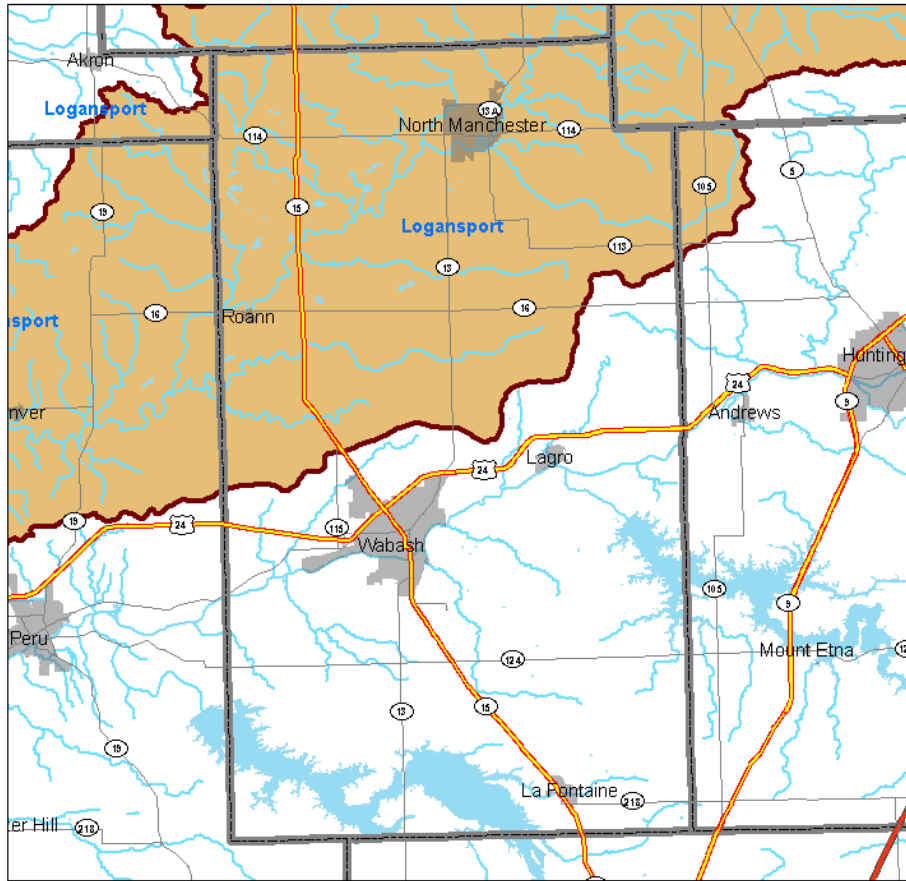 Akron
Logansport
13A
North Manchester
114
114
5
105
19
15
Logansport
113
13
16
16
Roann
nsport
Hunting
24
9
nver
Andrews
Lagro
24
19
24
115
Wabash
105
9
Peru
Mount Etna
124
12
15
13
19
La Fontaine
218
218
ter Hill